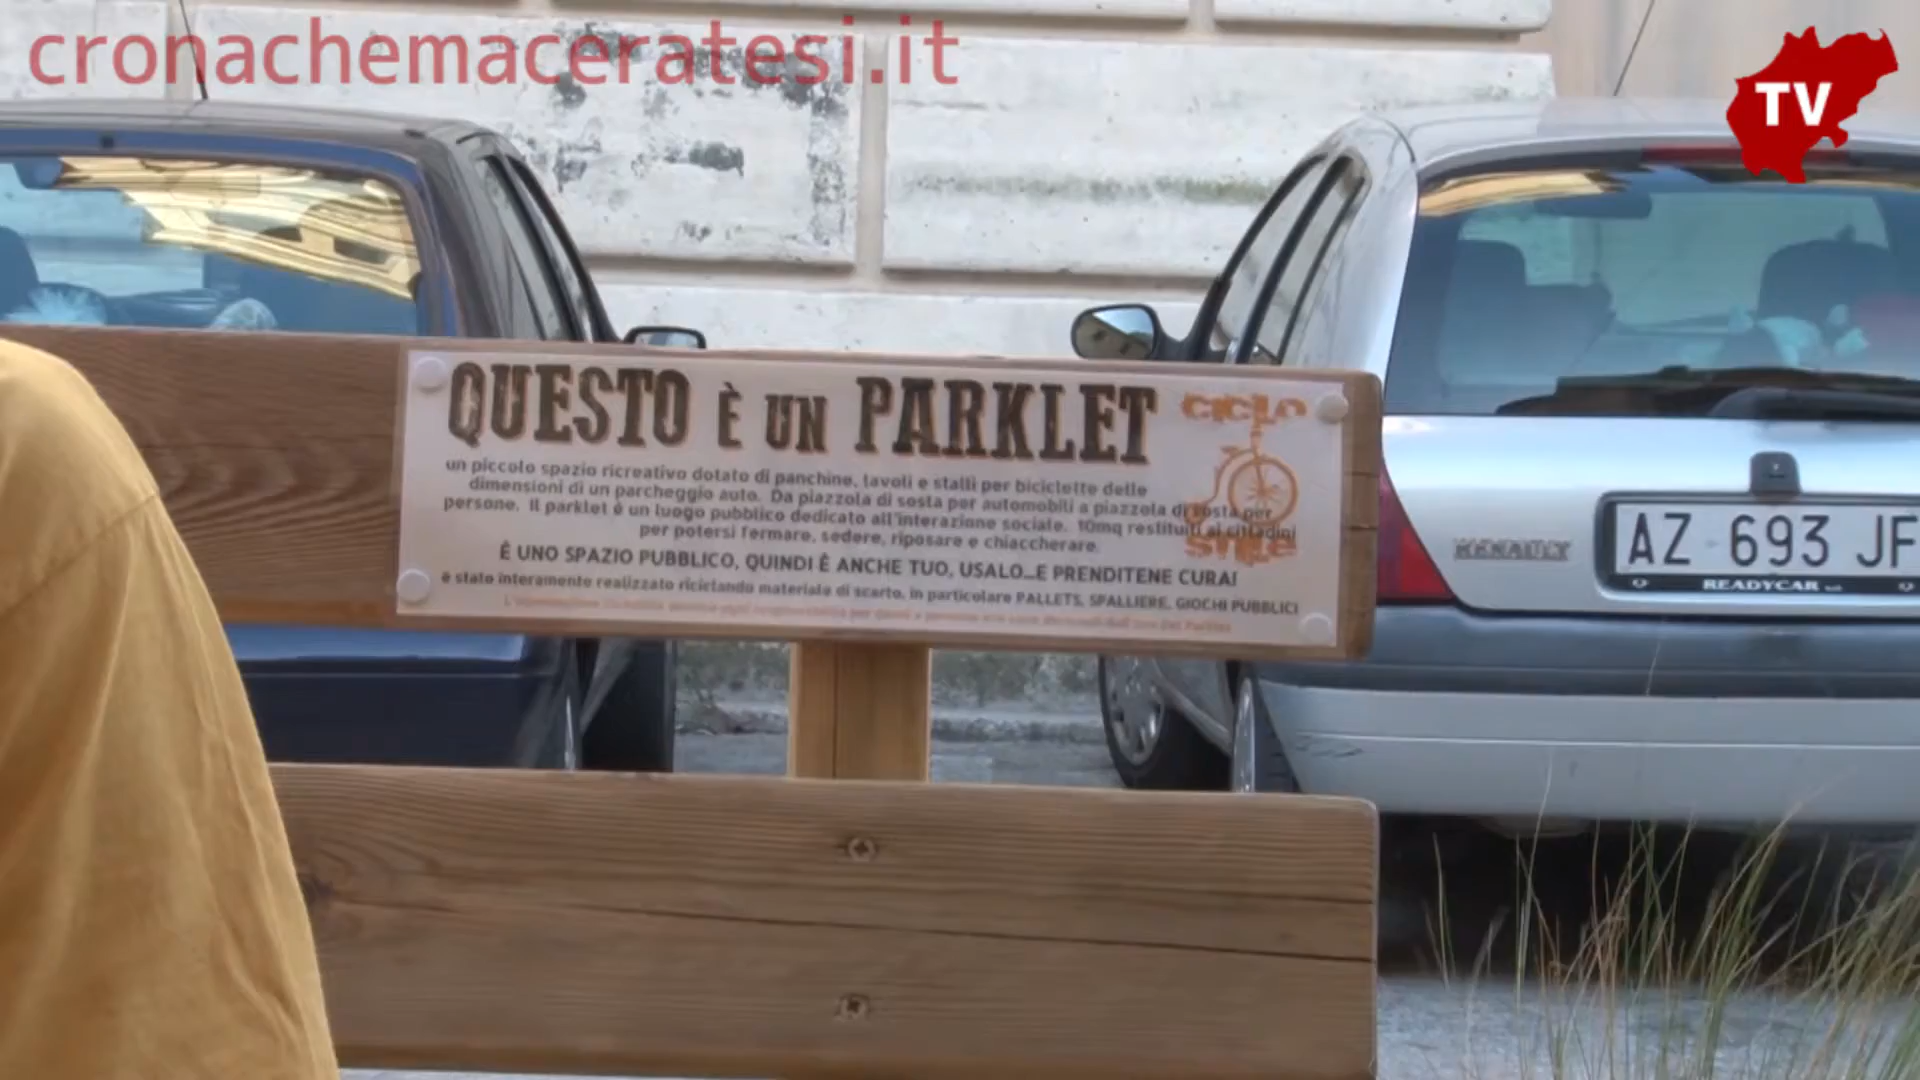 cronachemaceratesi.it
TV
QUESTO È UN PARKLET
CICLO
STILE
un piccolo spazio ricreativo dotato di panchine, tavoli e stalli per biciclette delle
dimensioni di un parcheggio auto. Da piazzola di sosta per automobili a piazzola di sosta per
persone. Il parklet è un luogo pubblico dedicato all'interazione sociale. 10mq restituiti ai cittadini
per potersi fermare, sedere, riposare e chiaccherare.
È UNO SPAZIO PUBBLICO, QUINDI È ANCHE TUO, USALO...E PRENDITENE CURA!
è stato interamente realizzato riciclando materiale di scarto, in particolare PALLETS, SPALLIERE, GIOCHI PUBBLICI
RENAULT
AZ 693 JF
READYCAR